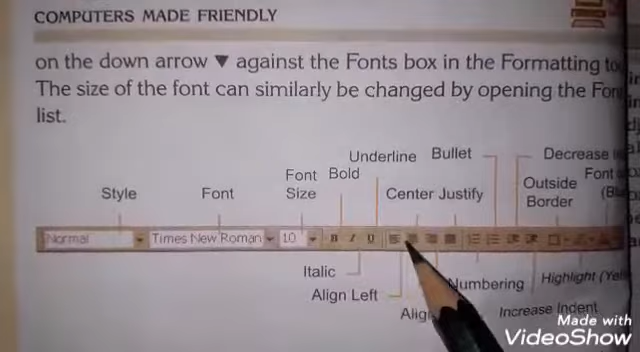 COMPUTERS MADE FRIENDLY
on the down arrow ▼ against the Fonts box in the Formatting
The size of the font can similarly be changed by opening the
list.
Underline Bullet Decrease
Font Bold Outside Font
Style Font Size Center Justify Border
Normal Times New Roman 10 B I U
Italic Numbering Highlight
Align Left Increase Indent
Made with
VideoShow